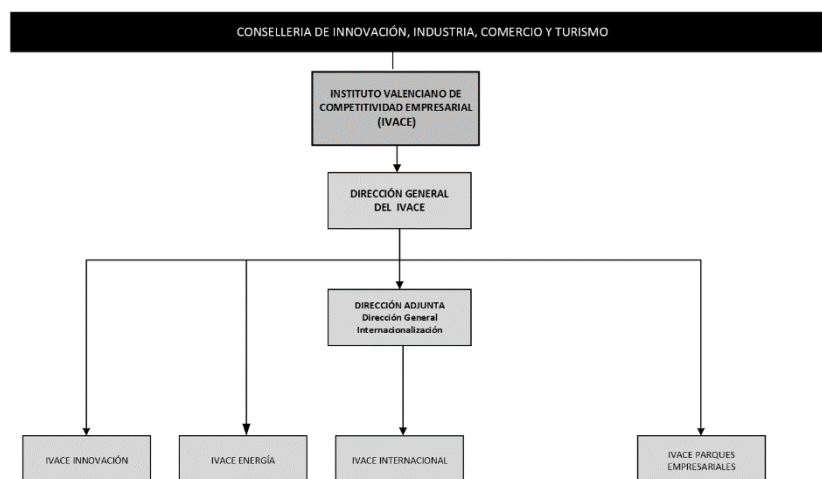 CONSELLERIA DE INNOVACIÓN, INDUSTRIA, COMERCIO Y TURISMO
INSTITUTO VALENCIANO DE
COMPETITIVIDAD EMPRESARIAL
(IVACE)
DIRECCIÓN GENERAL
DEL IVACE
DIRECCIÓN ADJUNTA
Dirección General
Internacionalización
IVACE INNOVACIÓN
IVACE ENERGÍA
IVACE INTERNACIONAL
IVACE PARQUES
EMPRESARIALES